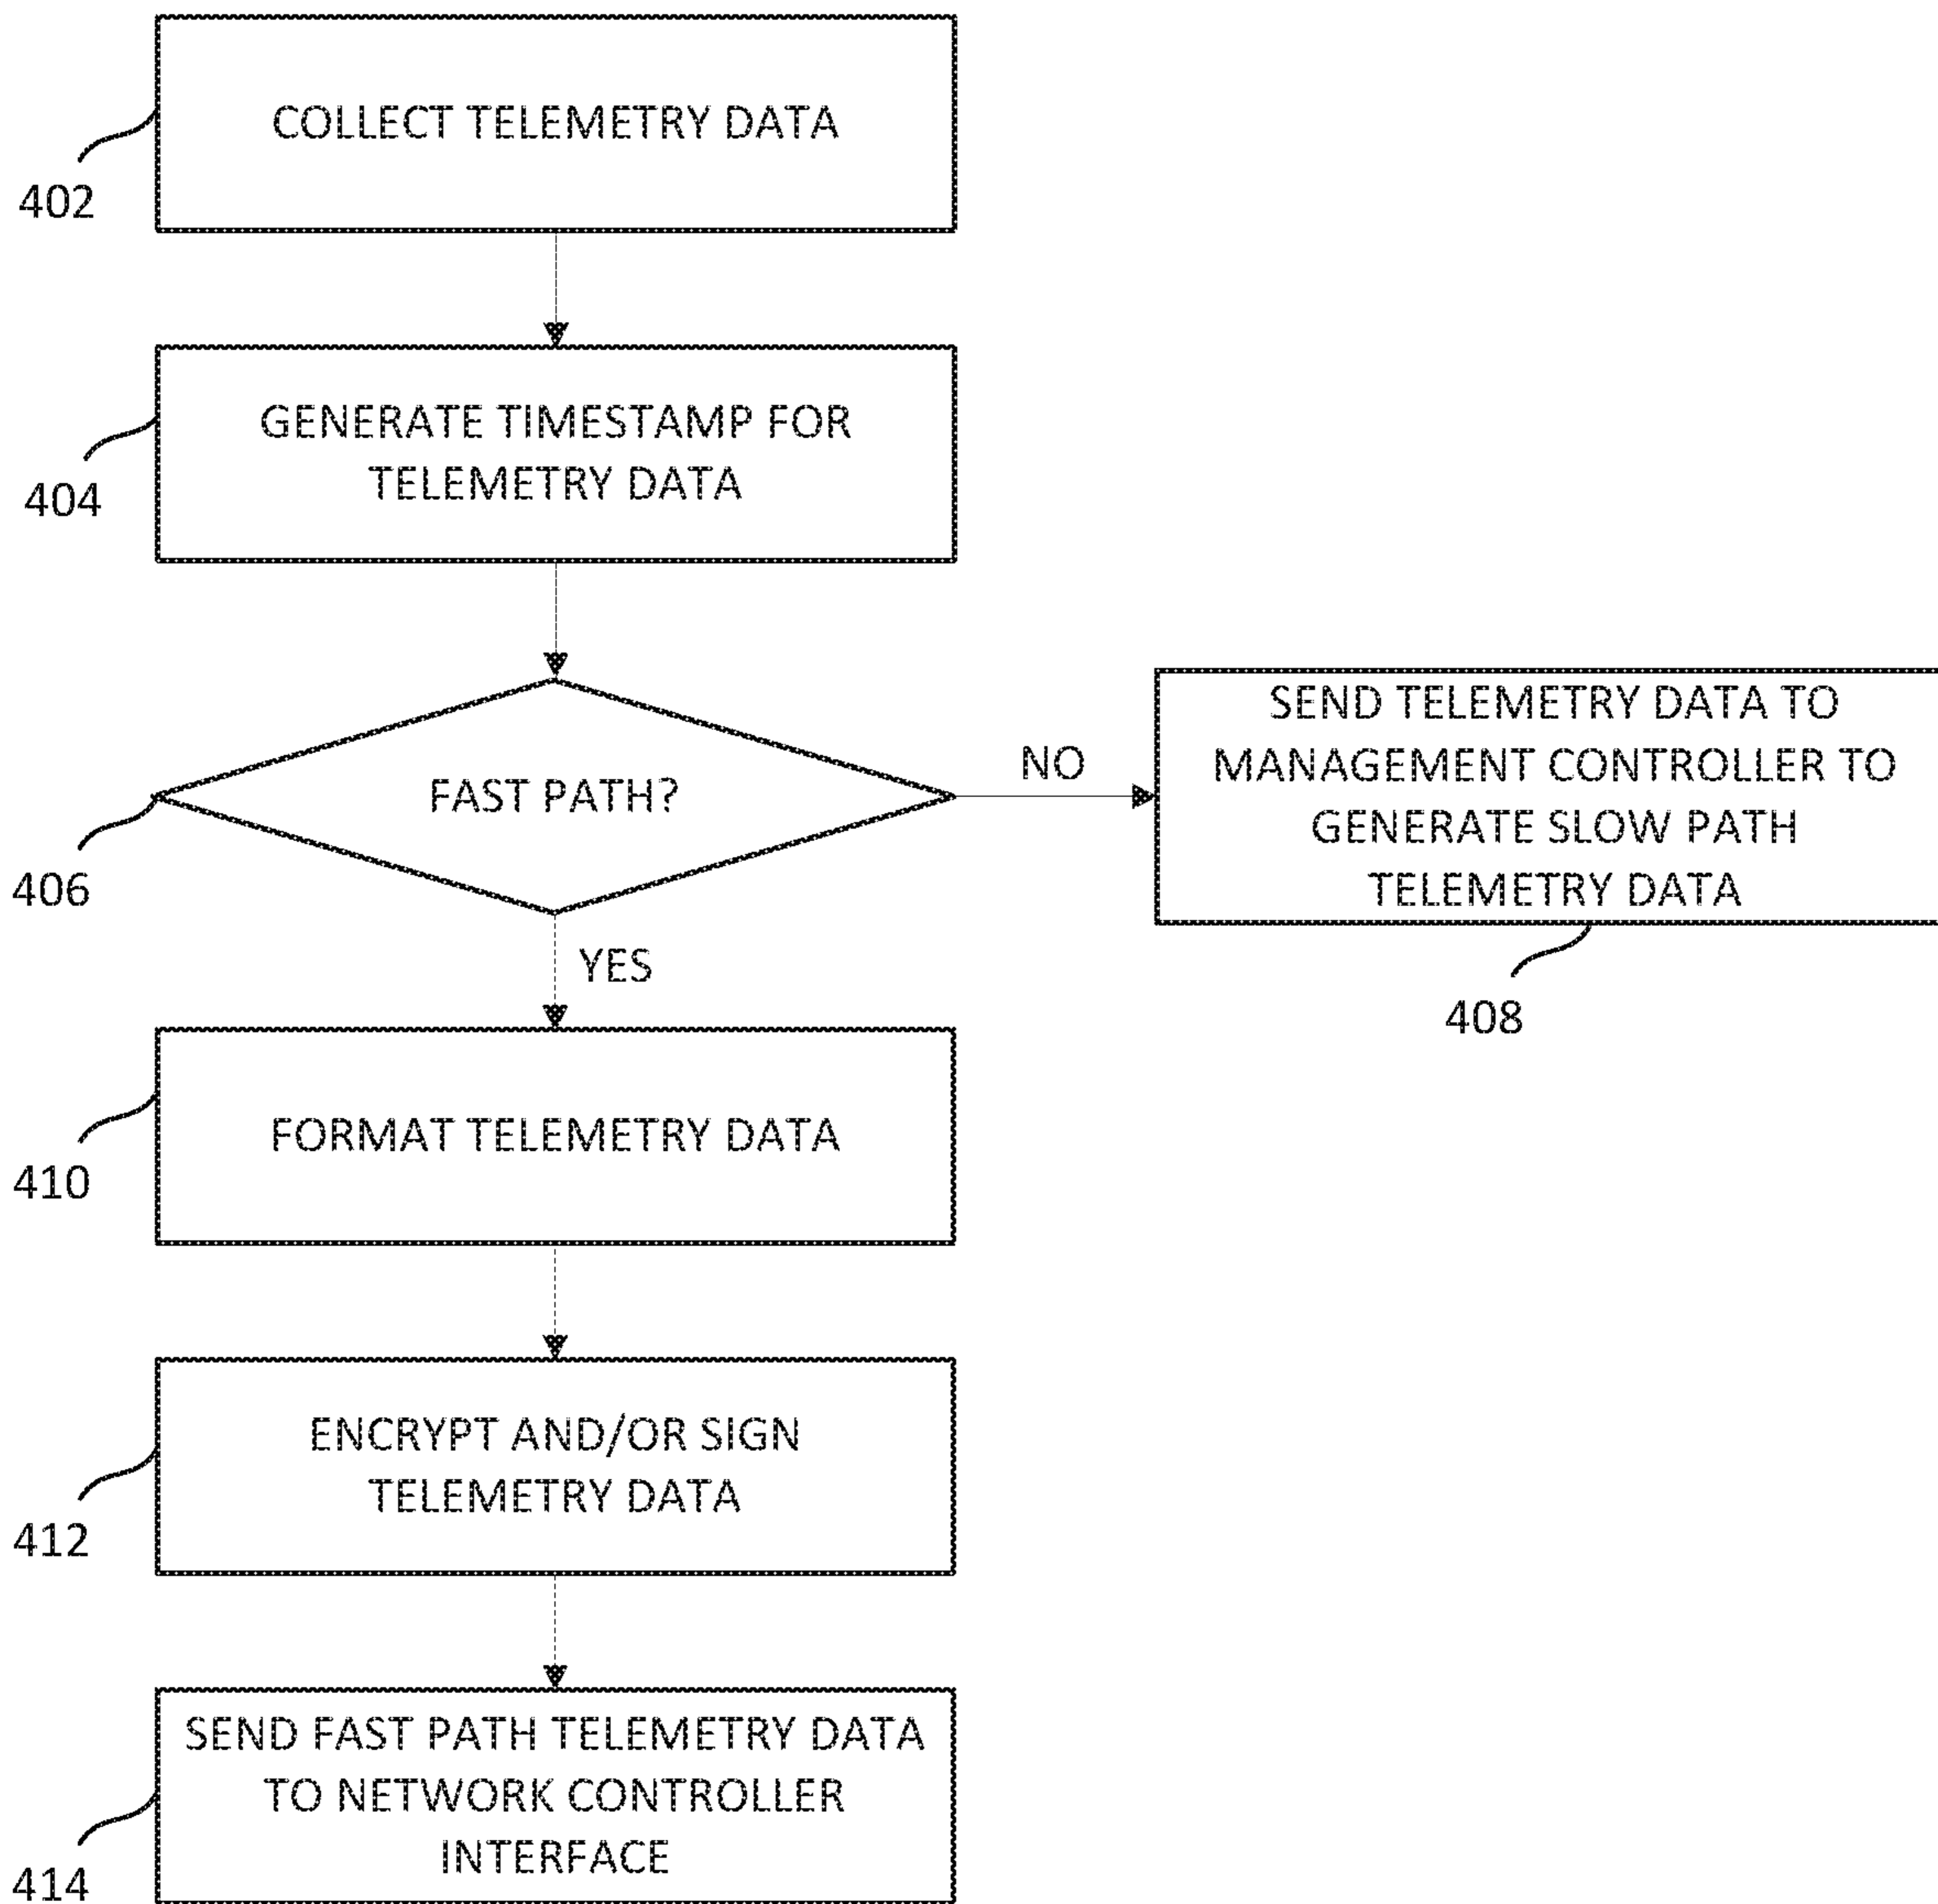 COLLECT TELEMETRY DATA
402
GENERATE TIMESTAMP FOR
TELEMETRY DATA
404
FAST PATH?
406
NO
SEND TELEMETRY DATA TO
MANAGEMENT CONTROLLER TO
GENERATE SLOW PATH
TELEMETRY DATA
408
YES
FORMAT TELEMETRY DATA
410
ENCRYPT AND/OR SIGN
TELEMETRY DATA
412
SEND FAST PATH TELEMETRY DATA
TO NETWORK CONTROLLER
INTERFACE
414